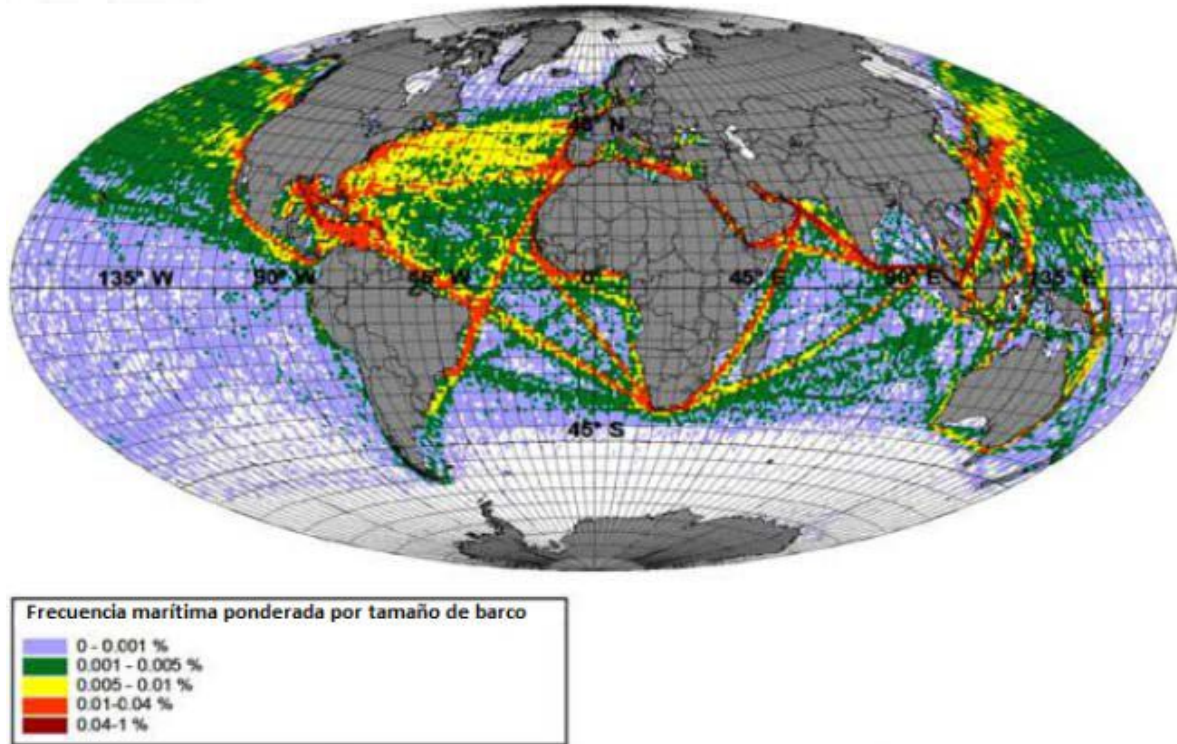 45° N
135° W
90° W
45° W
0°
45° E
90° E
135° E
45° S
Frecuencia marítima ponderada por tamaño de barco
0 - 0.001 %
0.001 - 0.005 %
0.005 - 0.01 %
0.01-0.04 %
0.04-1 %